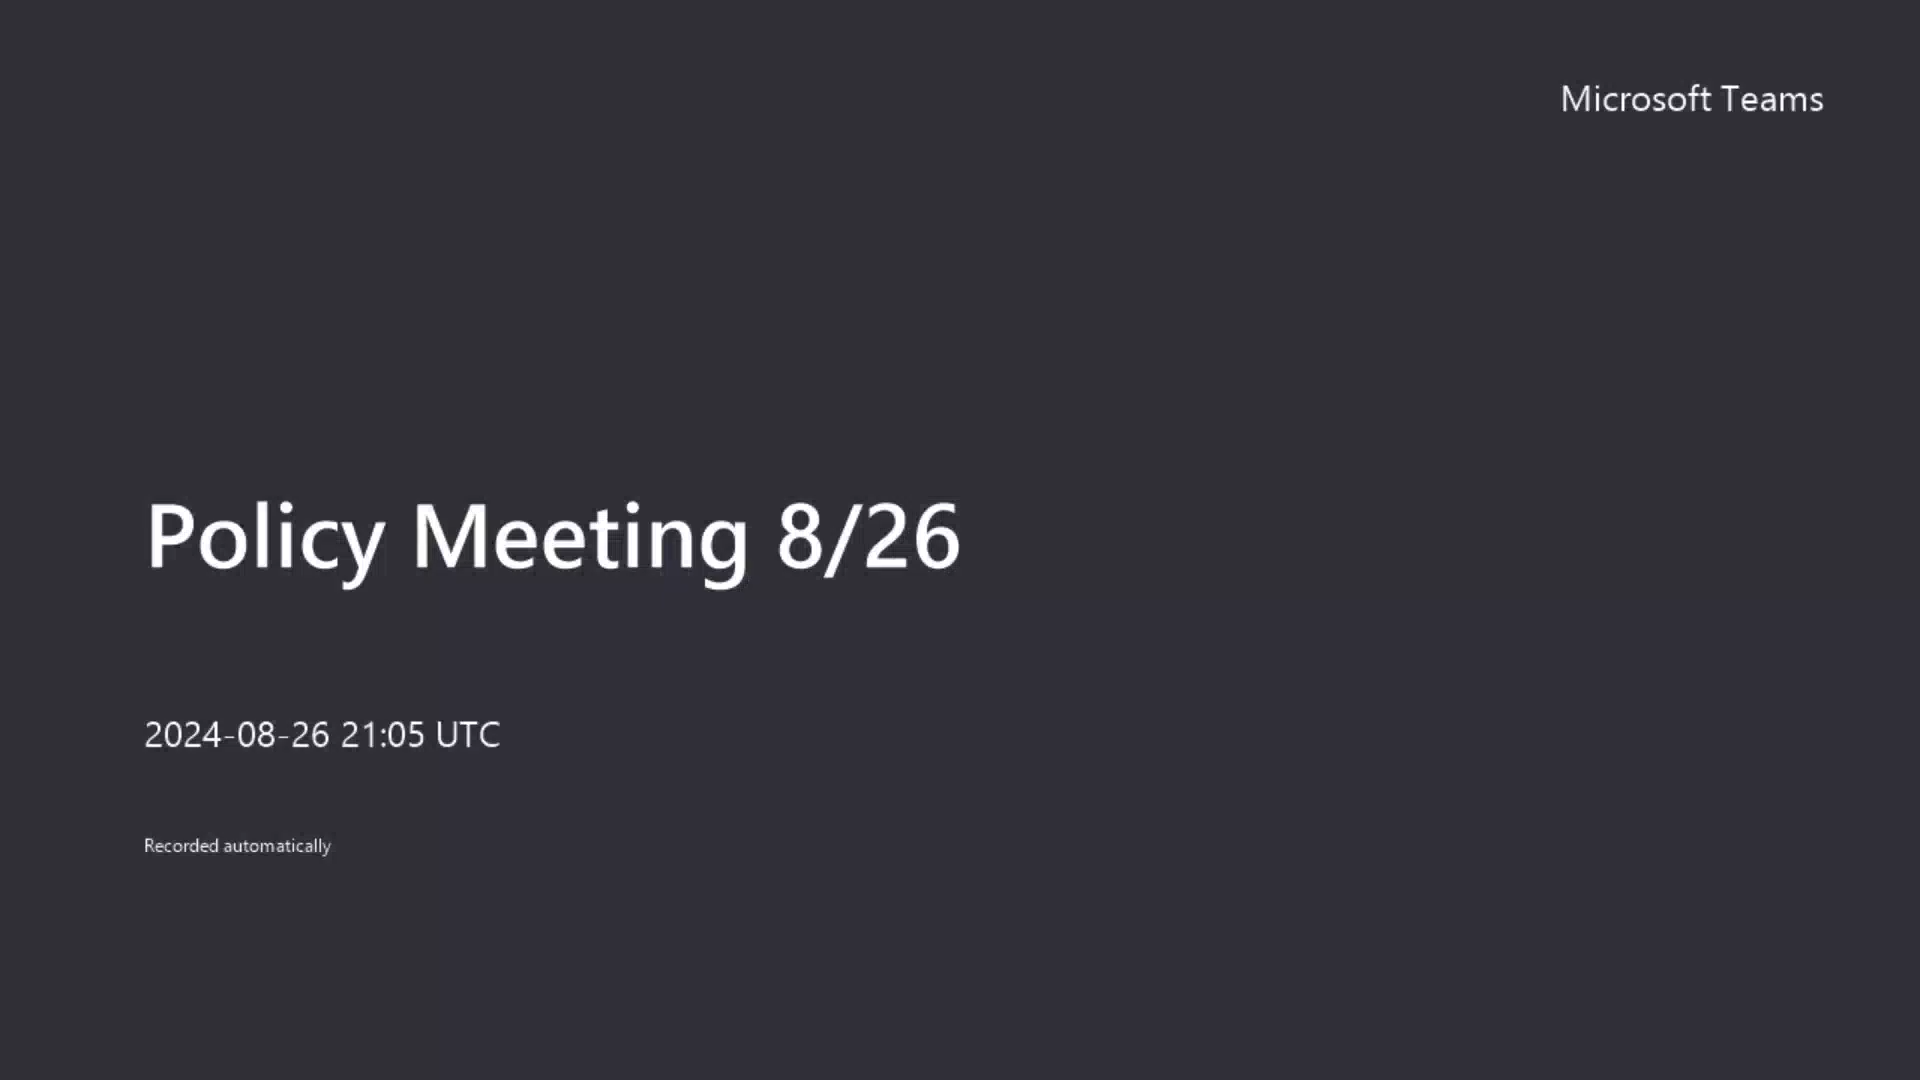 Microsoft Teams
Policy Meeting 8/26
2024-08-26 21:05 UTC
Recorded automatically